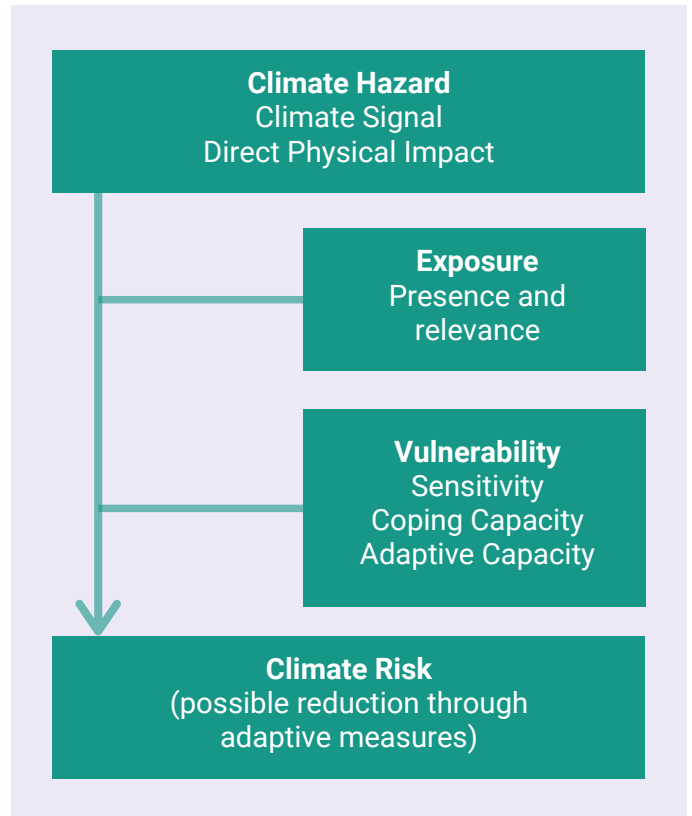 Climate Hazard
Climate Signal
Direct Physical Impact
Exposure
Presence and
relevance
Vulnerability
Sensitivity
Coping Capacity
Adaptive Capacity
Climate Risk
(possible reduction through
adaptive measures)